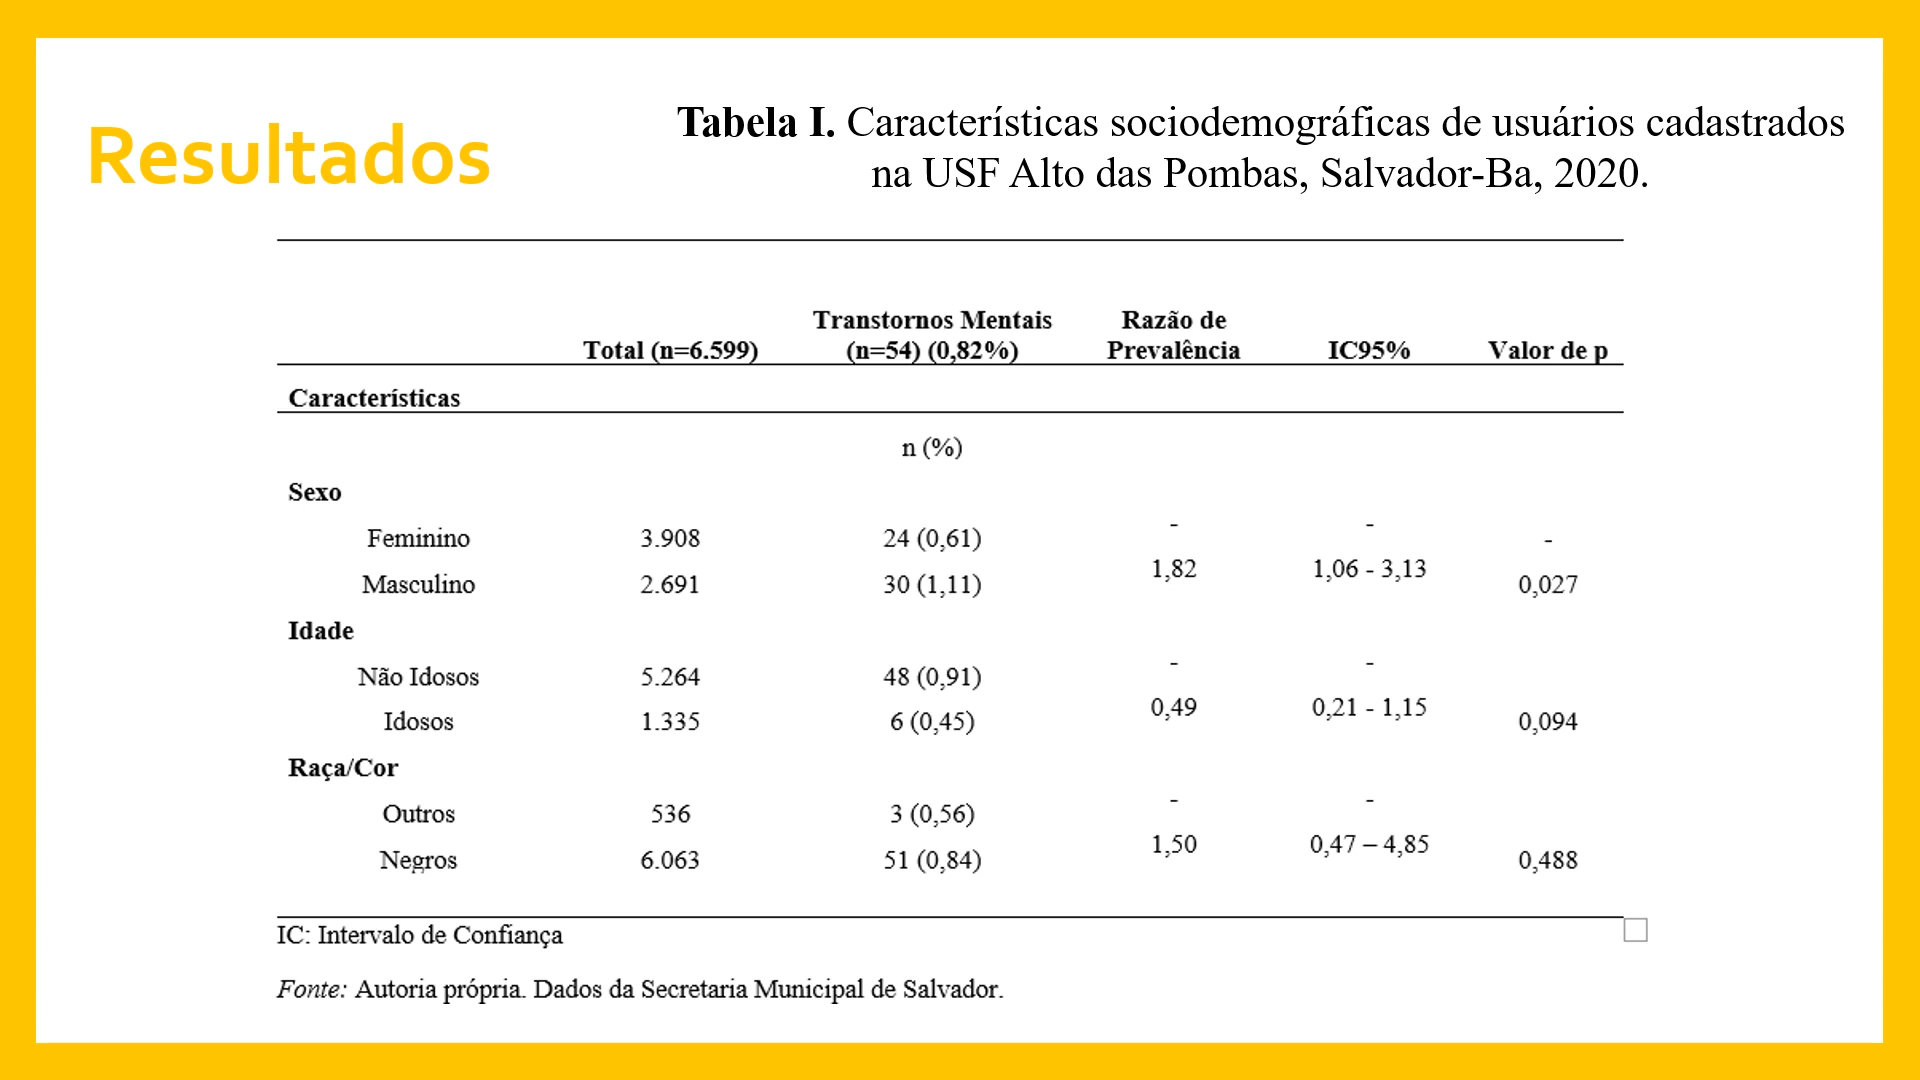 Resultados
Tabela I. Características sociodemográficas de usuários cadastrados
na USF Alto das Pombas, Salvador-Ba, 2020.
Total (n=6.599) Transtornos Mentais (n=54) (0,82%) Razão de Prevalência IC95% Valor de p
Características
n (%)
Sexo
Feminino 3.908 24 (0,61) - - -
Masculino 2.691 30 (1,11) 1,82 1,06 - 3,13 0,027
Idade
Não Idosos 5.264 48 (0,91) - -
Idosos 1.335 6 (0,45) 0,49 0,21 - 1,15 0,094
Raça/Cor
Outros 536 3 (0,56) - -
Negros 6.063 51 (0,84) 1,50 0,47 – 4,85 0,488
IC: Intervalo de Confiança
Fonte: Autoria própria. Dados da Secretaria Municipal de Salvador.